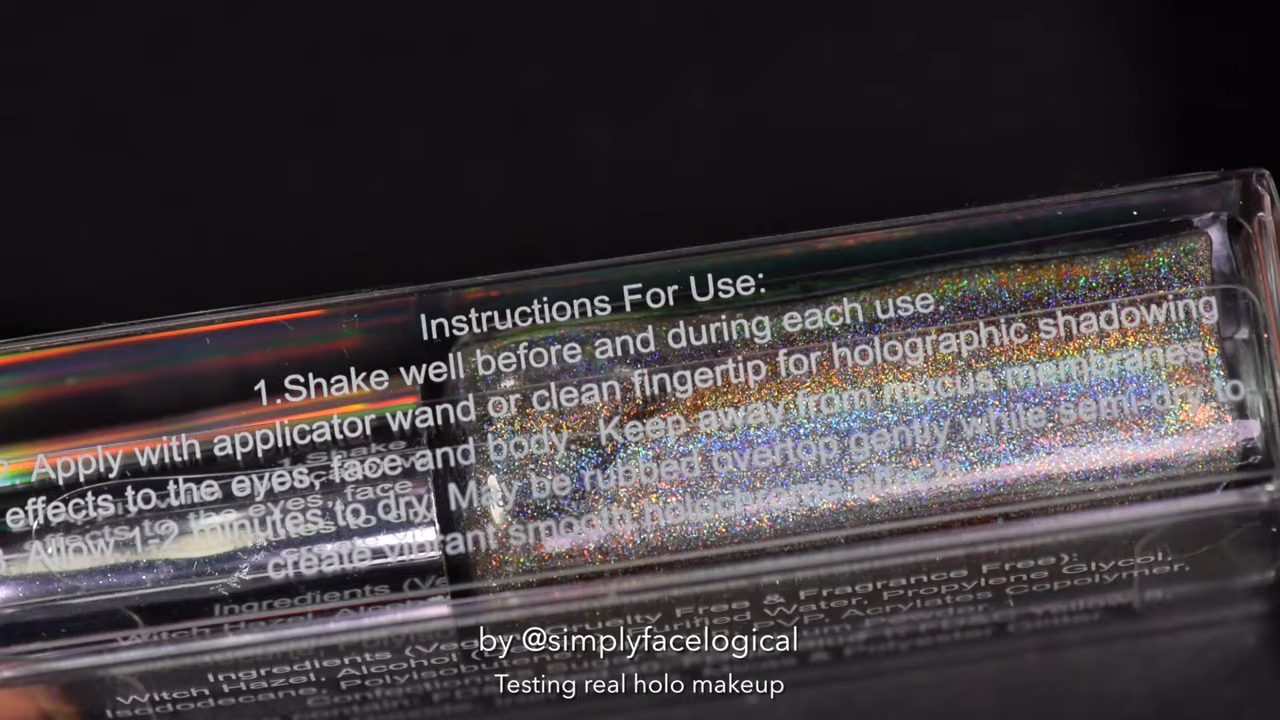 Instructions For Use:
1.Shake well before and during each use.
2. Apply with applicator wand or clean fingertip for holographic shadowing
effects to the eyes, face and body. Keep away from mucus membranes.
3. Allow 1-2 minutes to dry. May be rubbed overtop gently while semi-dry to
create vibrant smooth holochrome effect.
Cruelty Free & Fragrance Free):
Witch Hazel, Alcohol Purified Water, Propylene Glycol,
PVP, Acrylates Copolymer,
by @simplyfacelogical
Testing real holo makeup